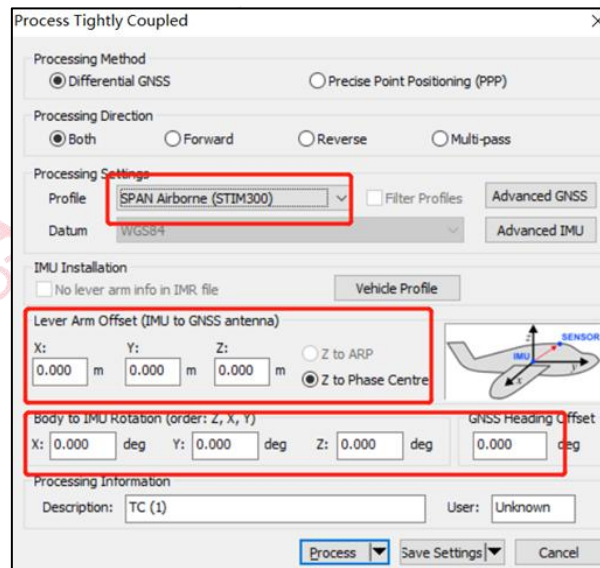 Process Tightly Coupled
Processing Method
Differential GNSS Precise Point Positioning (PPP)
Processing Direction
Both Forward Reverse Multi-pass
Processing Settings
Profile SPAN Airborne (STIM300) Filter Profiles Advanced GNSS
Datum WGS84 Advanced IMU
IMU Installation
No lever arm info in IMR file Vehicle Profile
Lever Arm Offset (IMU to GNSS antenna)
X: Y: Z:
0.000 m 0.000 m 0.000 m
Z to ARP
Z to Phase Centre
z SENSOR
IMU
x y
Body to IMU Rotation (order: Z, X, Y) GNSS Heading Offset
X: 0.000 deg Y: 0.000 deg Z: 0.000 deg 0.000 deg
Processing Information
Description: TC (1) User: Unknown
Process Save Settings Cancel